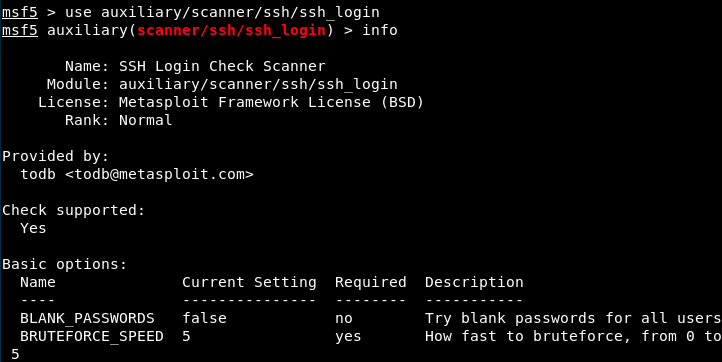 msf5 > use auxiliary/scanner/ssh/ssh_login
msf5 auxiliary(scanner/ssh/ssh_login) > info
Name: SSH Login Check Scanner
Module: auxiliary/scanner/ssh/ssh_login
License: Metasploit Framework License (BSD)
Rank: Normal
Provided by:
todb <todb@metasploit.com>
Check supported:
Yes
Basic options:
Name Current Setting Required Description
---- --------------- -------- -----------
BLANK_PASSWORDS false no Try blank passwords for all users
BRUTEFORCE_SPEED 5 yes How fast to bruteforce, from 0 to
5